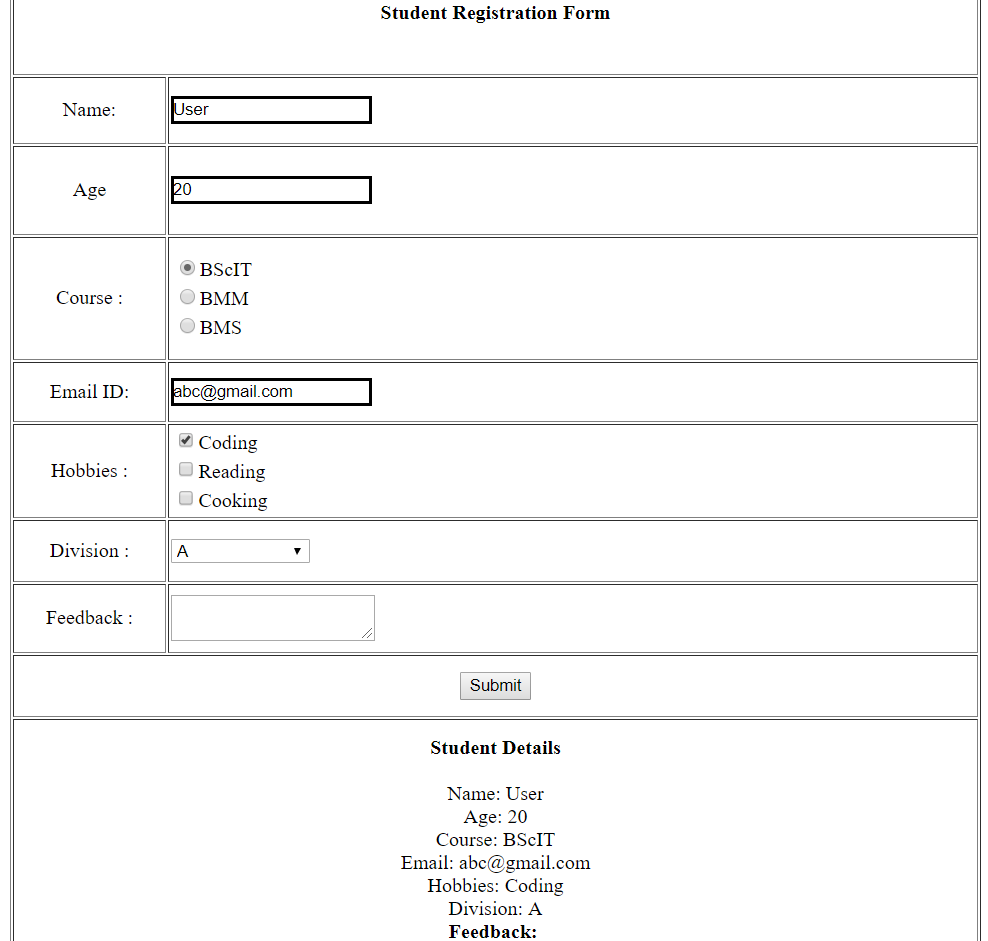 Student Registration Form
Name: User
Age 20
Course :
BScIT
BMM
BMS
Email ID: abc@gmail.com
Hobbies :
Coding
Reading
Cooking
Division : A
Feedback :
Submit
Student Details
Name: User
Age: 20
Course: BScIT
Email: abc@gmail.com
Hobbies: Coding
Division: A
Feedback: